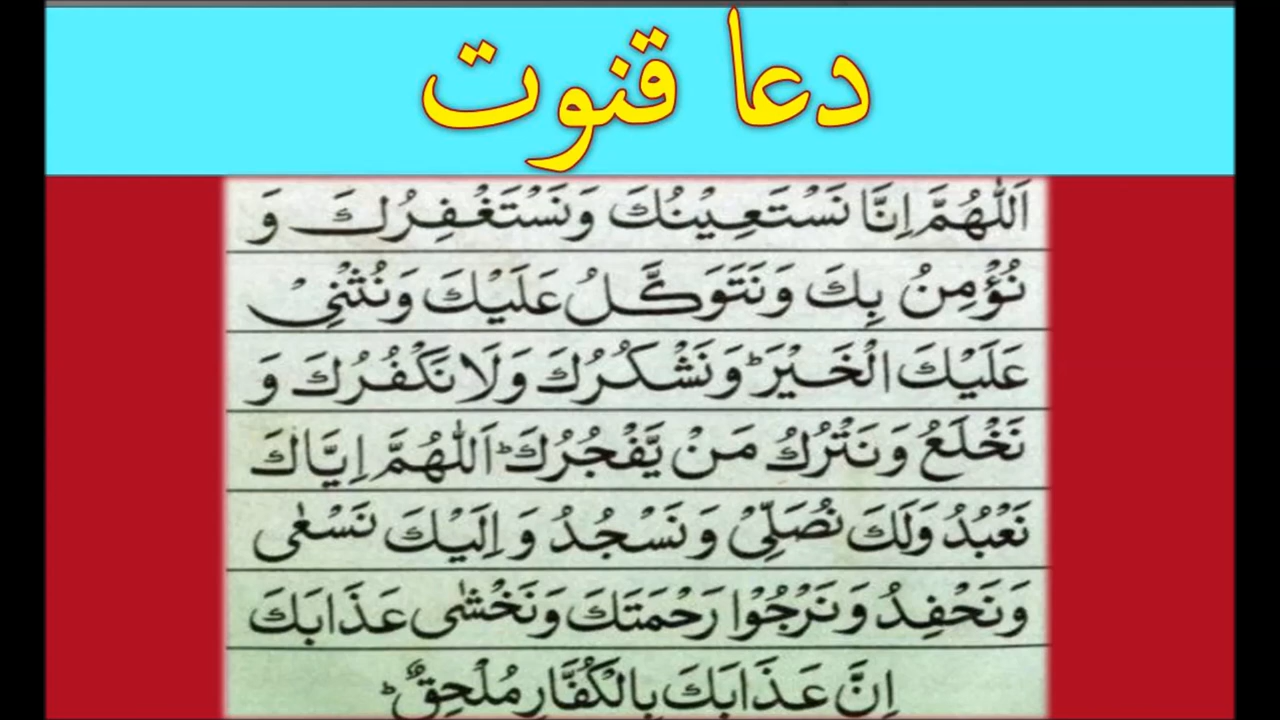 دعا قنوت
اَللّٰهُمَّ اِنَّا نَسْتَعِيْنُكَ وَنَسْتَغْفِرُكَ وَ
نُؤْمِنُ بِكَ وَنَتَوَكَّلُ عَلَيْكَ وَنُثْنِىْ
عَلَيْكَ الْخَيْرَؕ وَنَشْكُرُكَ وَلَا نَكْفُرُكَ وَ
نَخْلَعُ وَنَتْرُكُ مَنْ يَّفْجُرُكَؕ اَللّٰهُمَّ اِيَّاكَ
نَعْبُدُ وَلَكَ نُصَلِّىْ وَنَسْجُدُ وَاِلَيْكَ نَسْعٰى
وَنَحْفِدُ وَنَرْجُوْا رَحْمَتَكَ وَنَخْشٰى عَذَابَكَ
اِنَّ عَذَابَكَ بِالْكُفَّارِ مُلْحِقٌؕ